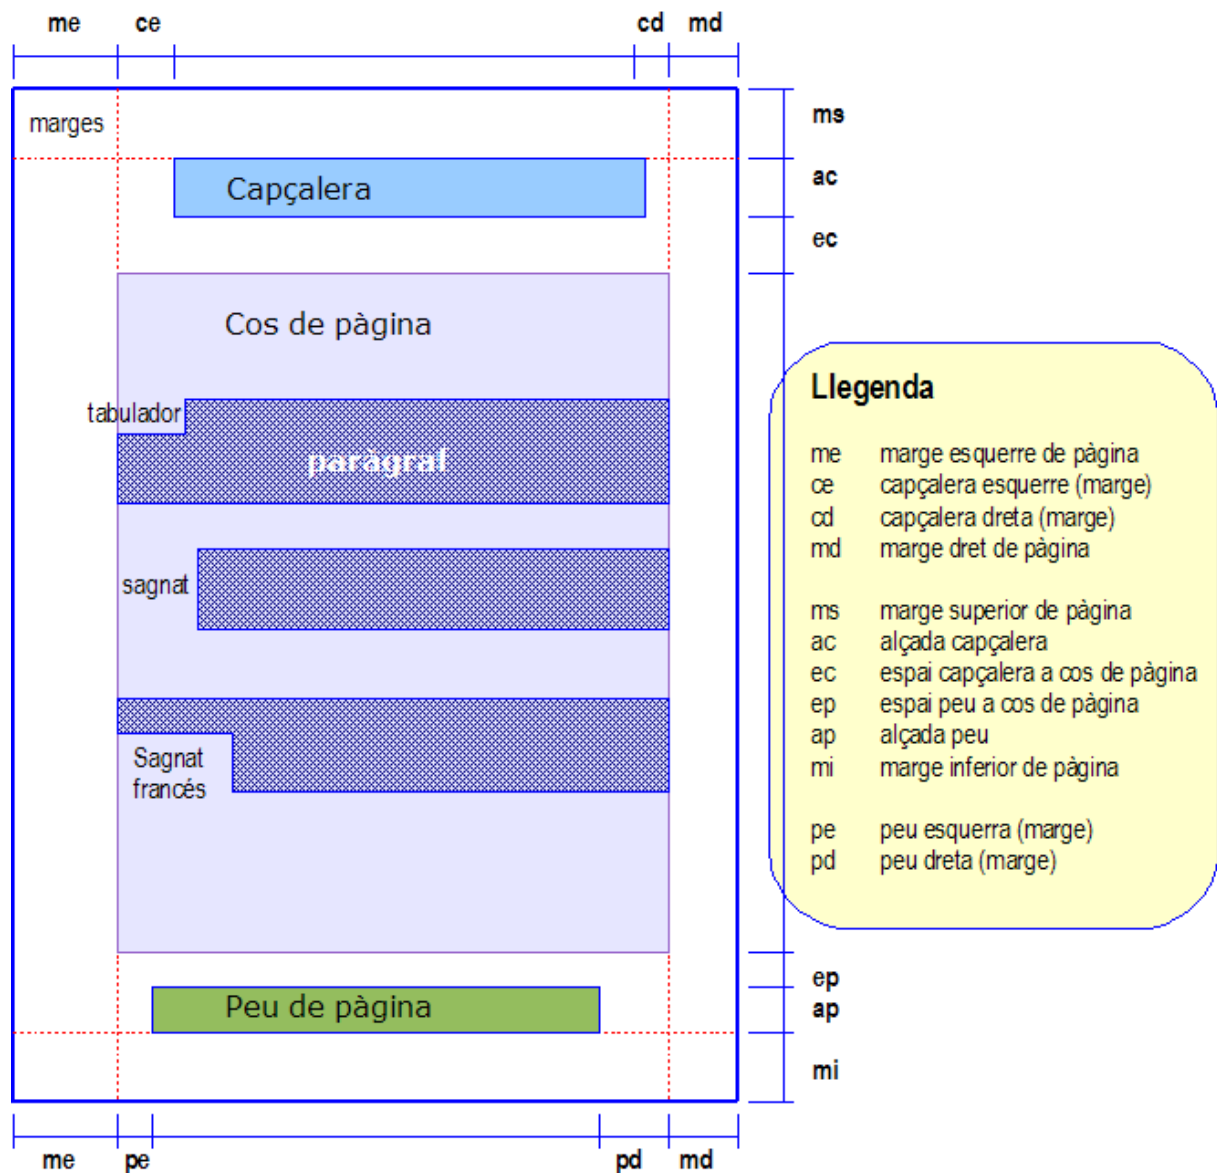 me ce cd md
marges
ms
Capçalera
ac
ec
Cos de pàgina
tabulador
paràgraf
sagnat
Sagnat
francés
Llegenda
me marge esquerre de pàgina
ce capçalera esquerre (marge)
cd capçalera dreta (marge)
md marge dret de pàgina
ms marge superior de pàgina
ac alçada capçalera
ec espai capçalera a cos de pàgina
ep espai peu a cos de pàgina
ap alçada peu
mi marge inferior de pàgina
pe peu esquerra (marge)
pd peu dreta (marge)
ep
Peu de pàgina
ap
mi
me pe pd md